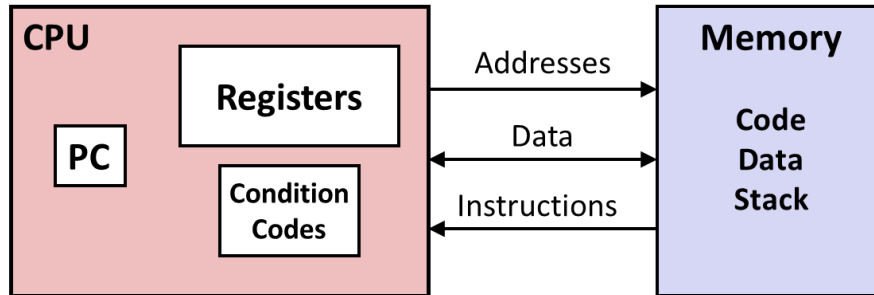 CPU
Registers
PC
Condition
Codes
Addresses
Data
Instructions
Memory
Code
Data
Stack